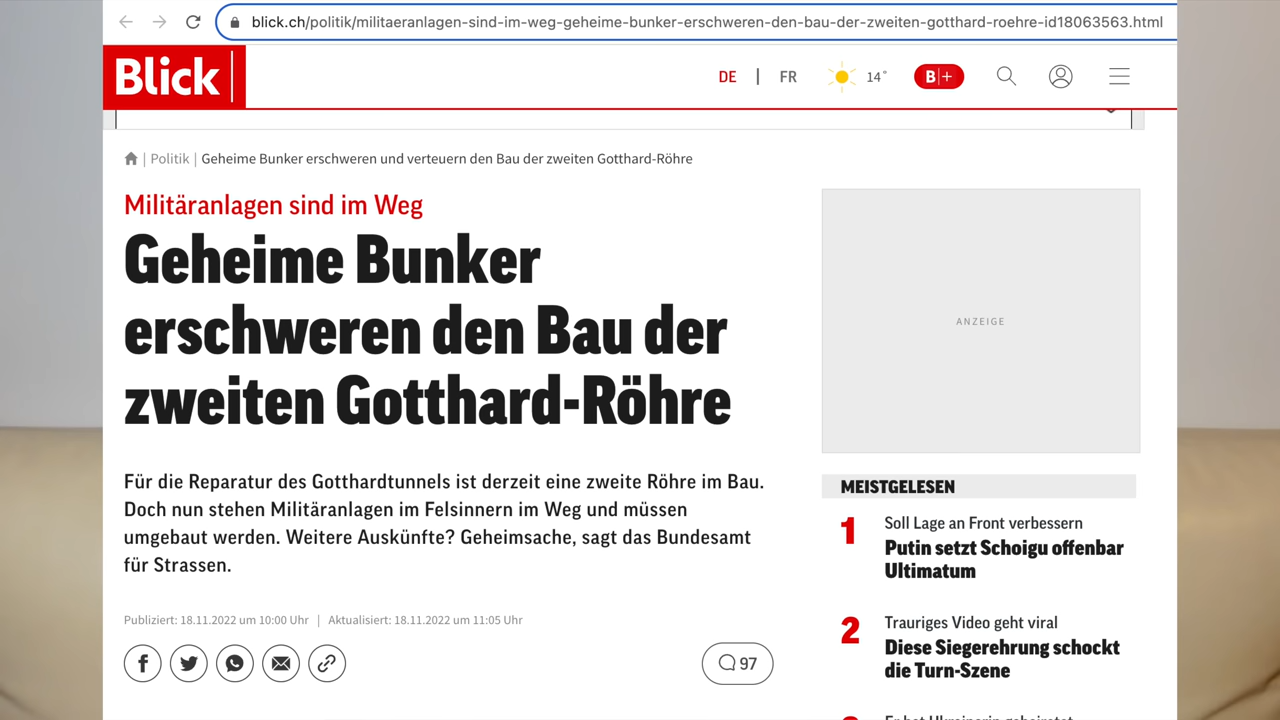 blick.ch/politik/militaeranlagen-sind-im-weg-geheime-bunker-erschweren-den-bau-der-zweiten-gotthard-roehre-id18063563.html
Blick
DE | FR
14°
B|+
| Politik | Geheime Bunker erschweren und verteuern den Bau der zweiten Gotthard-Röhre
Militäranlagen sind im Weg
Geheime Bunker
erschweren den Bau der
zweiten Gotthard-Röhre
Für die Reparatur des Gotthardtunnels ist derzeit eine zweite Röhre im Bau.
Doch nun stehen Militäranlagen im Felsinnern im Weg und müssen
umgebaut werden. Weitere Auskünfte? Geheimsache, sagt das Bundesamt
für Strassen.
Publiziert: 18.11.2022 um 10:00 Uhr | Aktualisiert: 18.11.2022 um 11:05 Uhr
97
ANZEIGE
MEISTGELESEN
1
Soll Lage an Front verbessern
Putin setzt Schoigu offenbar
Ultimatum
2
Trauriges Video geht viral
Diese Siegerehrung schockt
die Turn-Szene